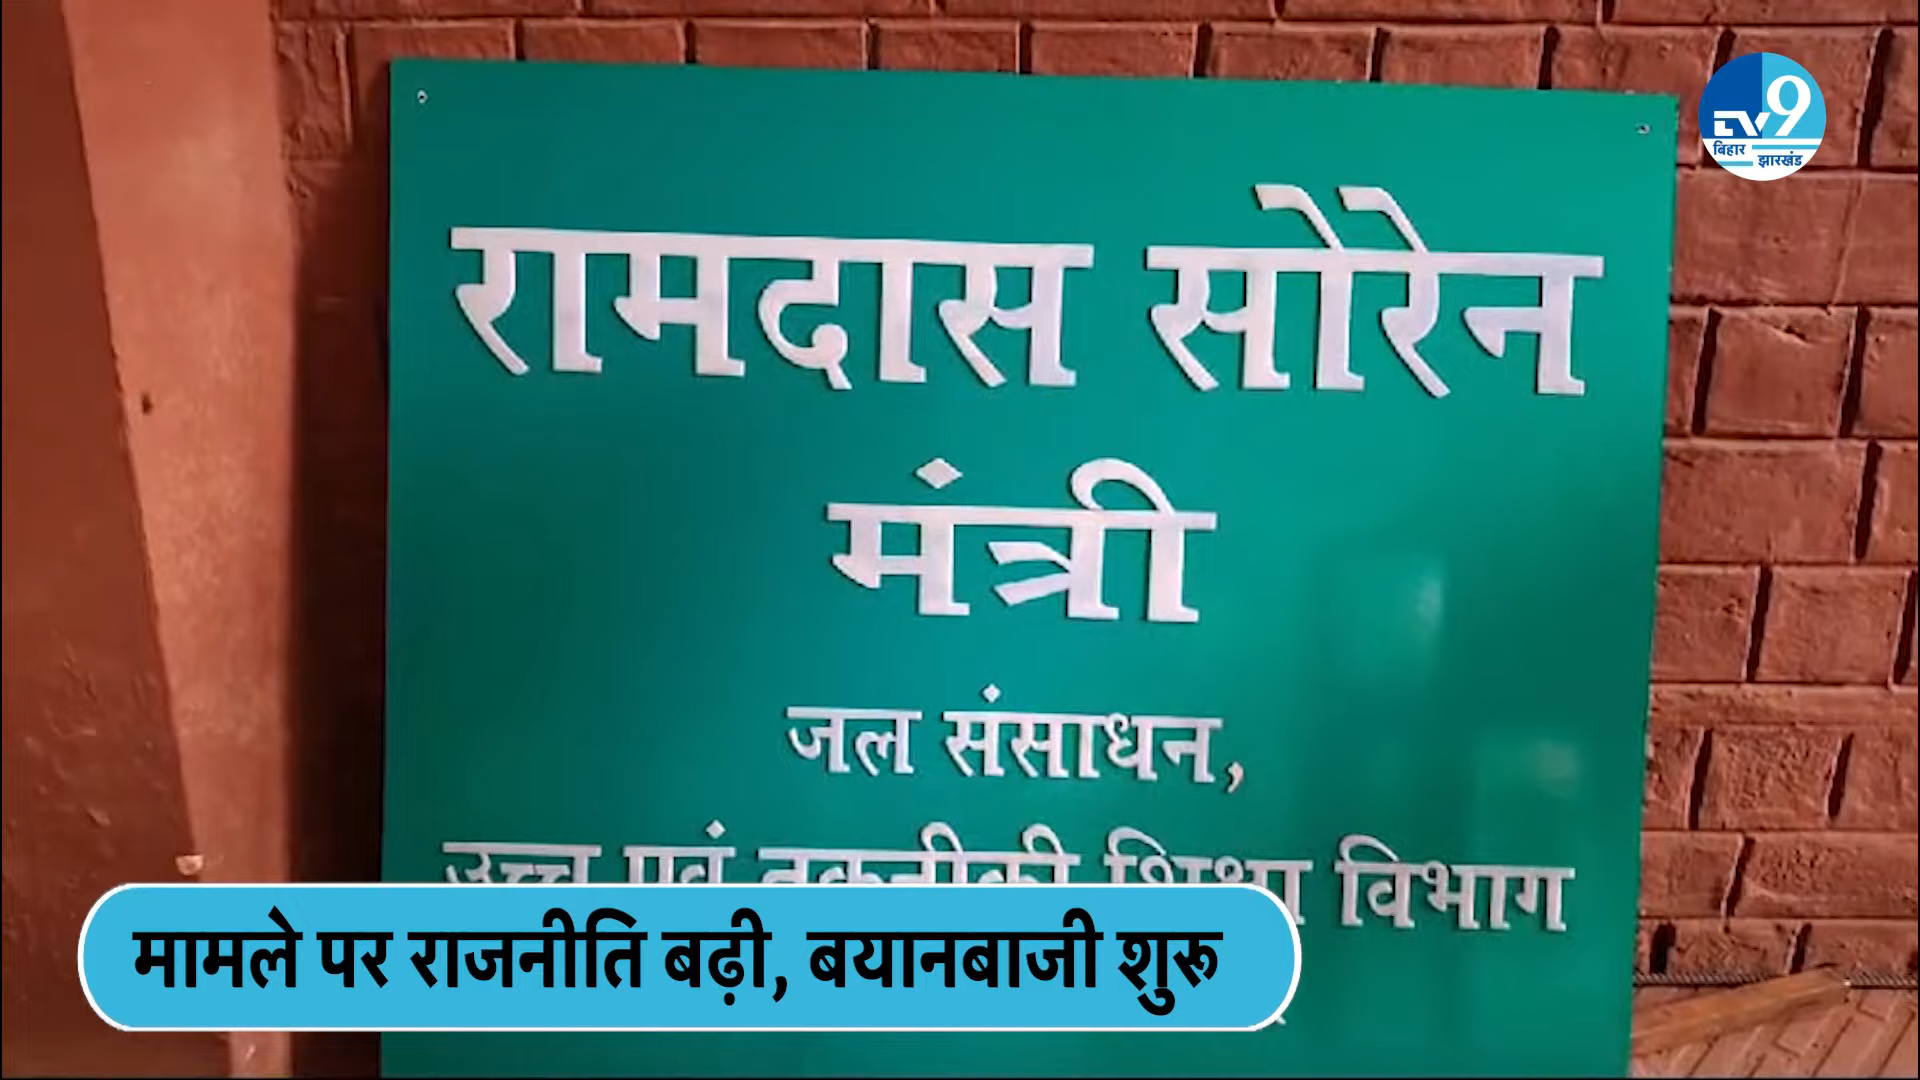 tv9
बिहार
झारखंड
रामदास सोरेन
मंत्री
जल संसाधन,
उच्च एवं तकनीकी शिक्षा विभाग
मामले पर राजनीति बढ़ी, बयानबाजी शुरू